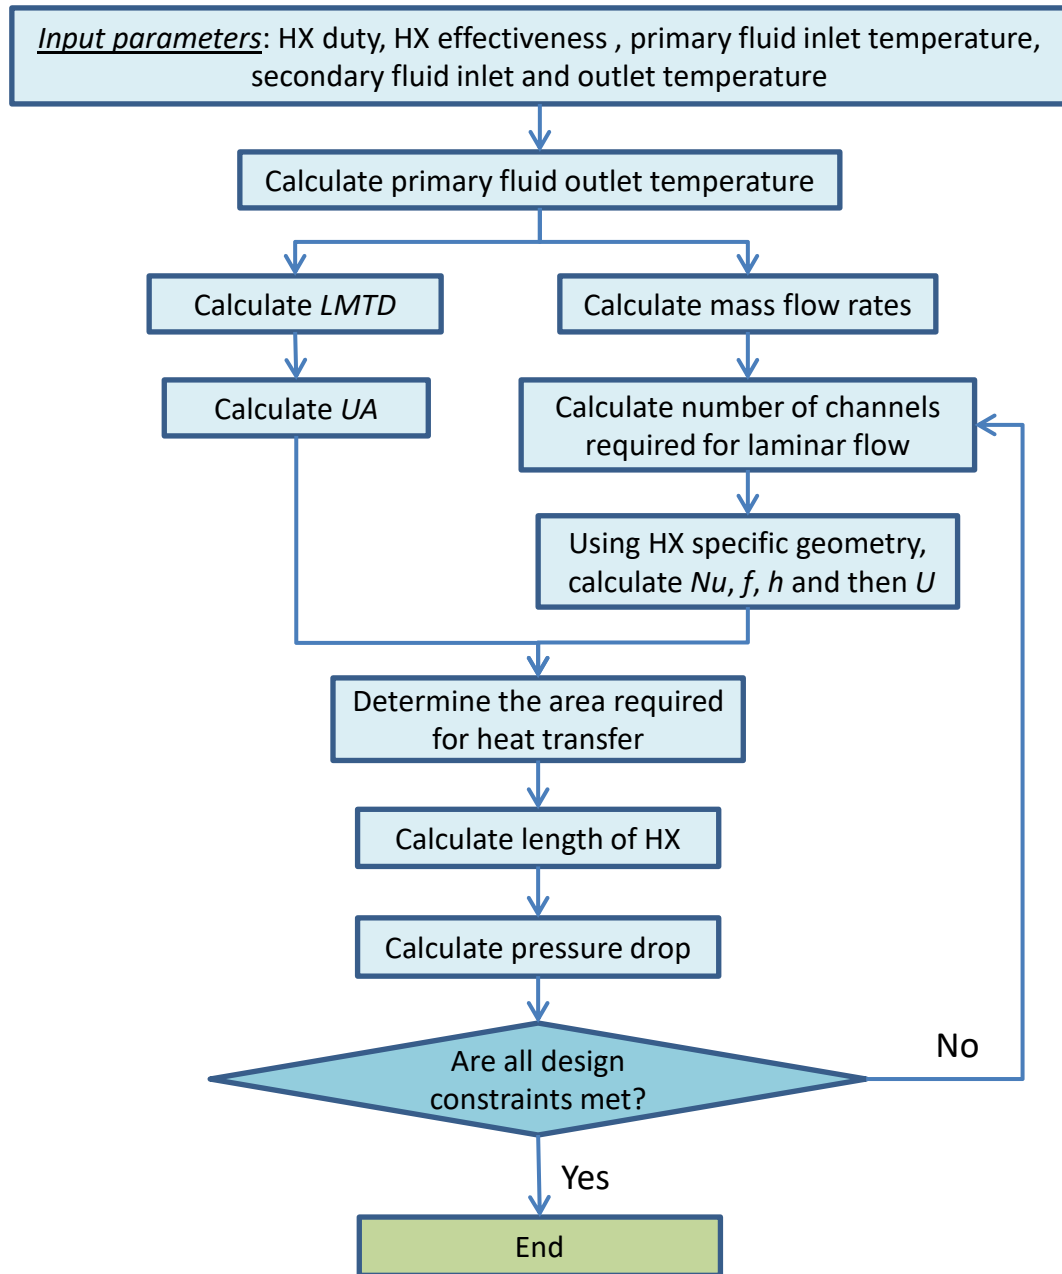 Input parameters: HX duty, HX effectiveness , primary fluid inlet temperature,
secondary fluid inlet and outlet temperature
Calculate primary fluid outlet temperature
Calculate LMTD
Calculate mass flow rates
Calculate UA
Calculate number of channels
required for laminar flow
Using HX specific geometry,
calculate Nu, f, h and then U
Determine the area required
for heat transfer
Calculate length of HX
Calculate pressure drop
Are all design
constraints met?
No
Yes
End